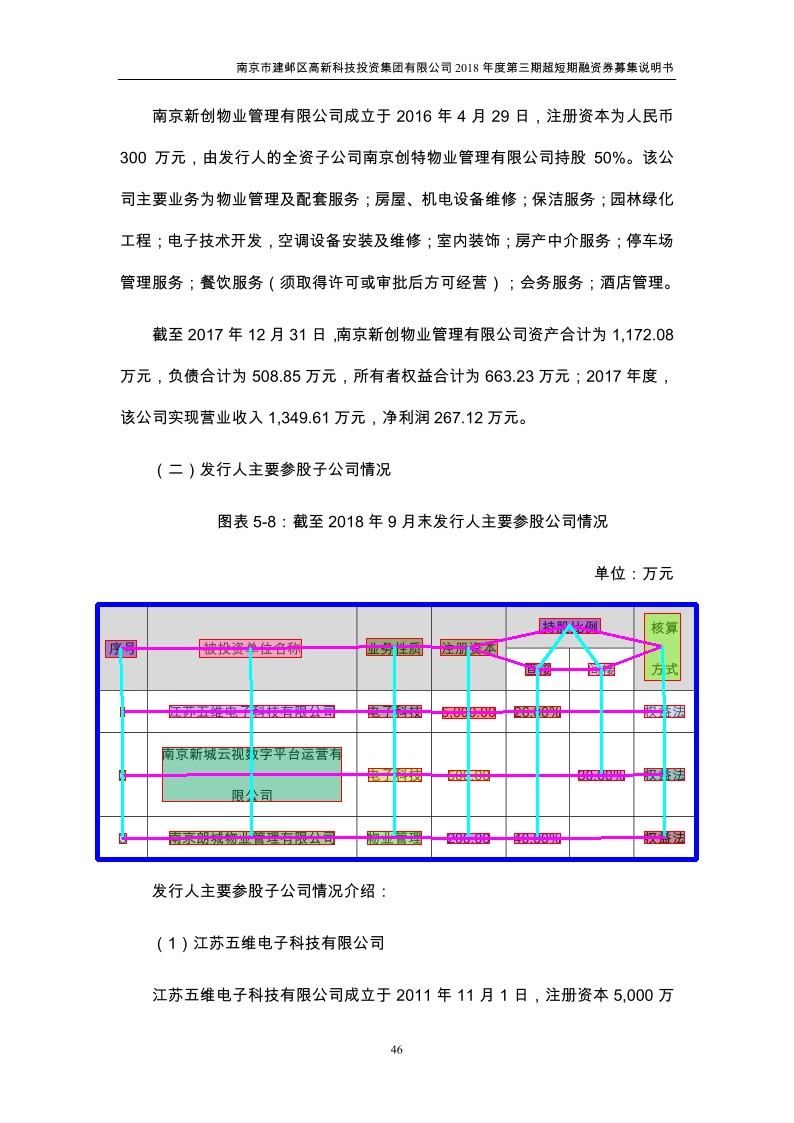 南京市建邺区高新科技投资集团有限公司 2018 年度第三期超短期融资券募集说明书
南京新创物业管理有限公司成立于 2016 年 4 月 29 日，注册资本为人民币
300 万元，由发行人的全资子公司南京创特物业管理有限公司持股 50%。该公
司主要业务为物业管理及配套服务；房屋、机电设备维修；保洁服务；园林绿化
工程；电子技术开发，空调设备安装及维修；室内装饰；房产中介服务；停车场
管理服务；餐饮服务（须取得许可或审批后方可经营）；会务服务；酒店管理。
截至 2017 年 12 月 31 日，南京新创物业管理有限公司资产合计为 1,172.08
万元，负债合计为 508.85 万元，所有者权益合计为 663.23 万元；2017 年度，
该公司实现营业收入 1,349.61 万元，净利润 267.12 万元。
（二）发行人主要参股子公司情况
图表 5-8：截至 2018 年 9 月末发行人主要参股公司情况
单位：万元
序号 被投资单位名称 业务性质 注册资本 持股比例 核算方式
直接 间接
江苏五维电子科技有限公司 电子科技 5,000.00 20.00% 权益法
南京新城云视数字平台运营有限公司 电子科技 500.00 30.00% 权益法
南京朗城物业管理有限公司 物业管理 200.00 40.00% 权益法
发行人主要参股子公司情况介绍：
（1）江苏五维电子科技有限公司
江苏五维电子科技有限公司成立于 2011 年 11 月 1 日，注册资本 5,000 万
46